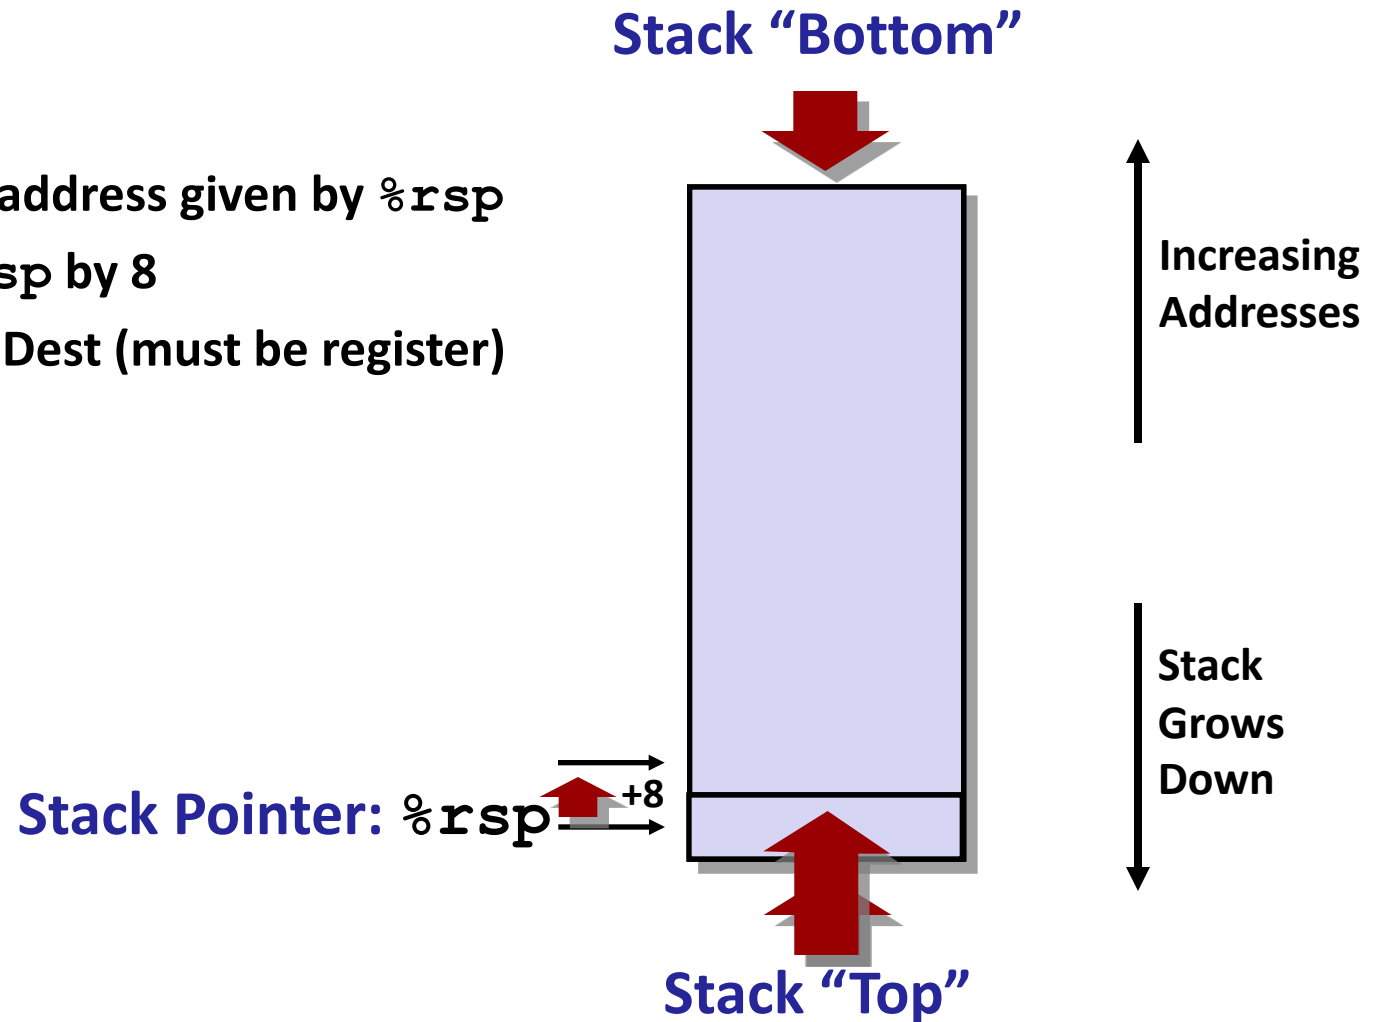 Stack “Bottom”
address given by %rsp
sp by 8
Dest (must be register)
Increasing
Addresses
Stack
Grows
Down
+8
Stack Pointer: %rsp
Stack “Top”